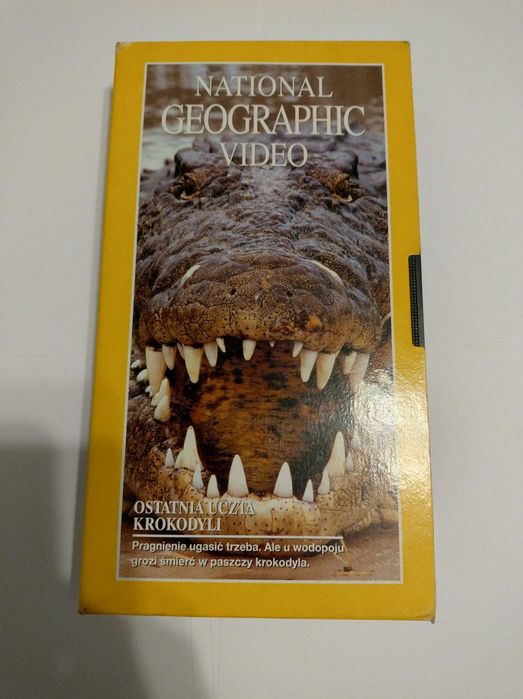 NATIONAL
GEOGRAPHIC
VIDEO
OSTATNIA UCZTA
KROKODYLI
Pragnienie ugasić trzeba. Ale u wodopoju
grozi śmierć w paszczy krokodyla.